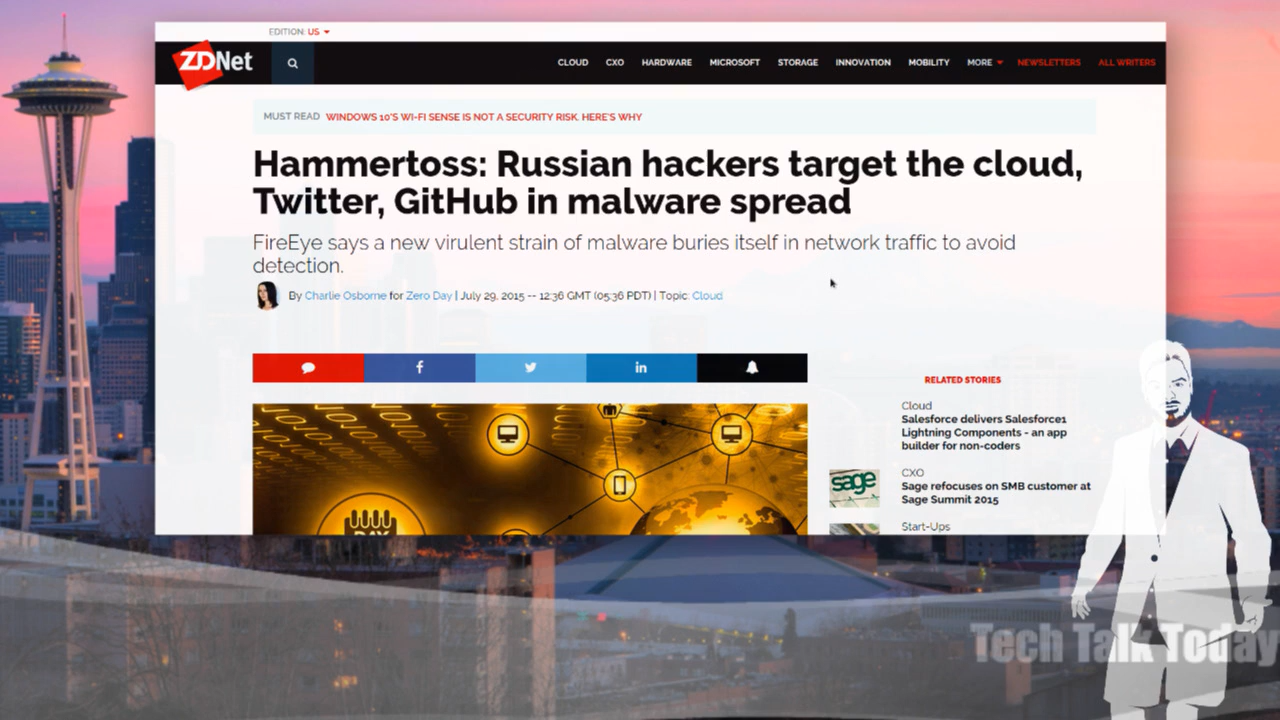 EDITION: US
ZDNet
CLOUD CXO HARDWARE MICROSOFT STORAGE INNOVATION MOBILITY MORE NEWSLETTERS ALL WRITERS
MUST READ WINDOWS 10'S WI-FI SENSE IS NOT A SECURITY RISK. HERE'S WHY
Hammertoss: Russian hackers target the cloud,
Twitter, GitHub in malware spread
FireEye says a new virulent strain of malware buries itself in network traffic to avoid
detection.
By Charlie Osborne for Zero Day | July 29, 2015 -- 12:36 GMT (05:36 PDT) | Topic: Cloud
f
in
RELATED STORIES
Cloud
Salesforce delivers Salesforce1
Lightning Components - an app
builder for non-coders
sage
CXO
Sage refocuses on SMB customer at
Sage Summit 2015
Start-Ups
DAY
Tech Talk Today